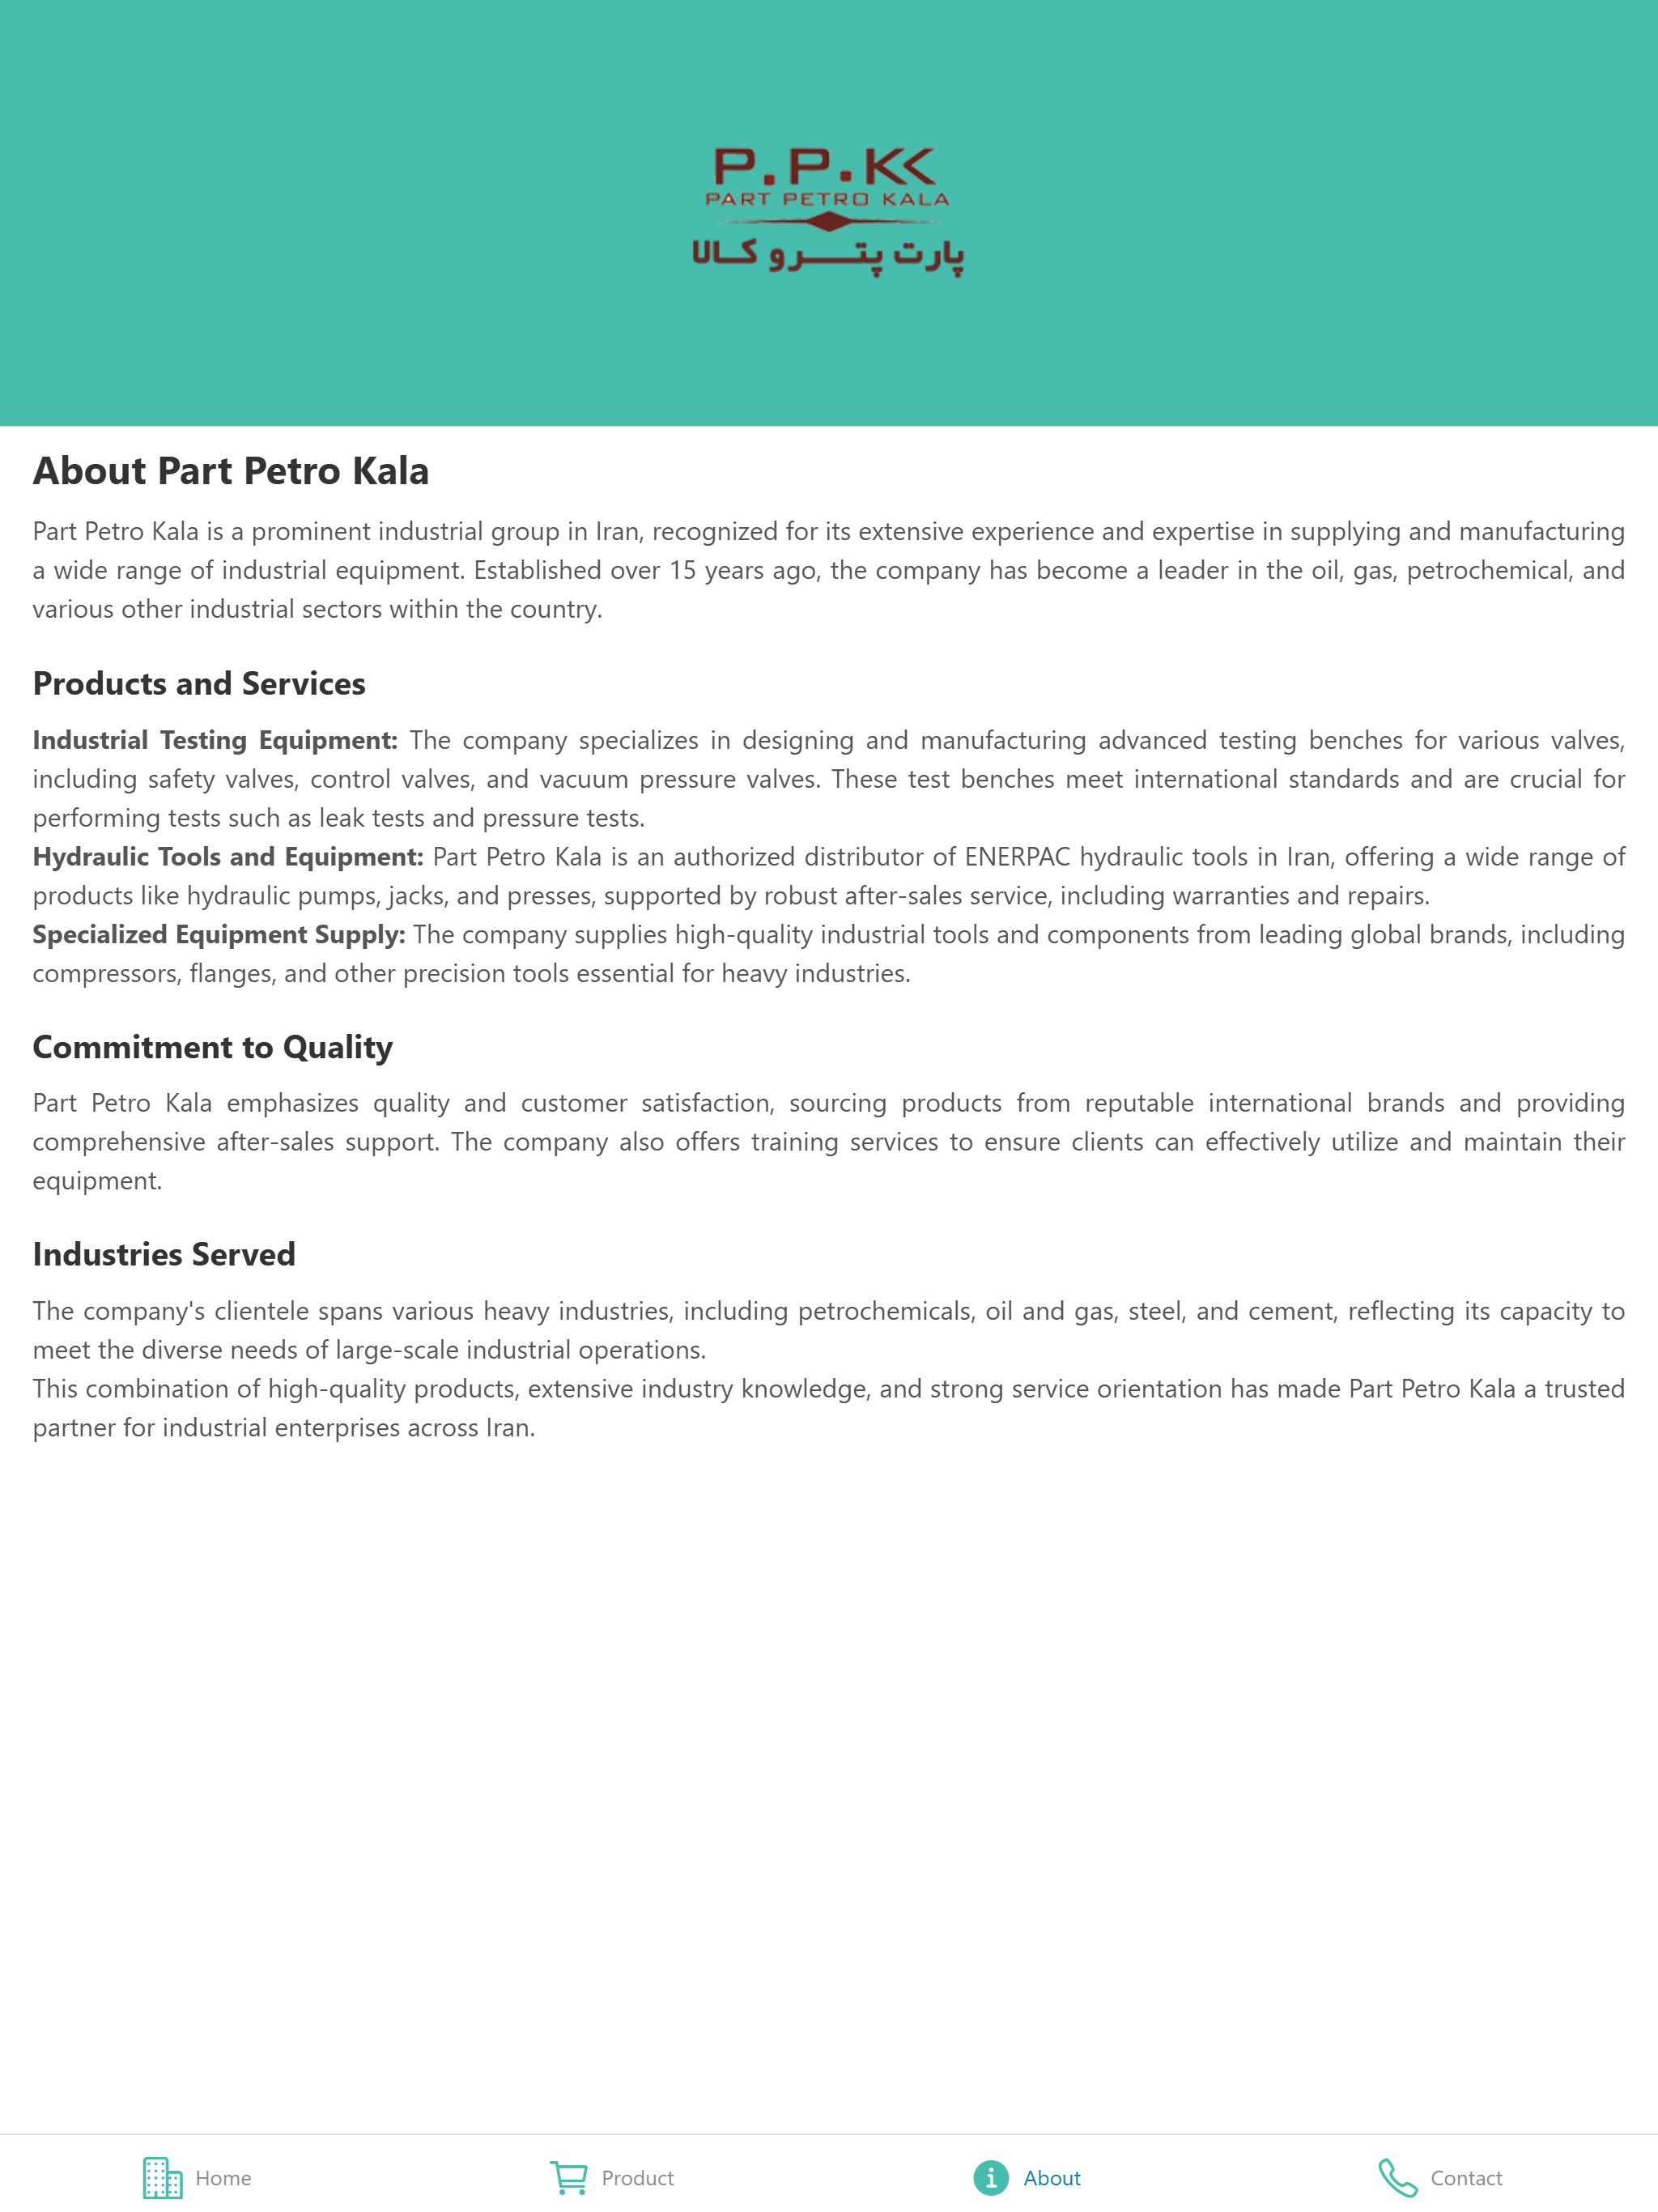 P.P.KK
PART PETRO KALA
پارت پترو کالا
About Part Petro Kala
Part Petro Kala is a prominent industrial group in Iran, recognized for its extensive experience and expertise in supplying and manufacturing
a wide range of industrial equipment. Established over 15 years ago, the company has become a leader in the oil, gas, petrochemical, and
various other industrial sectors within the country.
Products and Services
Industrial Testing Equipment: The company specializes in designing and manufacturing advanced testing benches for various valves,
including safety valves, control valves, and vacuum pressure valves. These test benches meet international standards and are crucial for
performing tests such as leak tests and pressure tests.
Hydraulic Tools and Equipment: Part Petro Kala is an authorized distributor of ENERPAC hydraulic tools in Iran, offering a wide range of
products like hydraulic pumps, jacks, and presses, supported by robust after-sales service, including warranties and repairs.
Specialized Equipment Supply: The company supplies high-quality industrial tools and components from leading global brands, including
compressors, flanges, and other precision tools essential for heavy industries.
Commitment to Quality
Part Petro Kala emphasizes quality and customer satisfaction, sourcing products from reputable international brands and providing
comprehensive after-sales support. The company also offers training services to ensure clients can effectively utilize and maintain their
equipment.
Industries Served
The company's clientele spans various heavy industries, including petrochemicals, oil and gas, steel, and cement, reflecting its capacity to
meet the diverse needs of large-scale industrial operations.
This combination of high-quality products, extensive industry knowledge, and strong service orientation has made Part Petro Kala a trusted
partner for industrial enterprises across Iran.
Home
Product
About
Contact